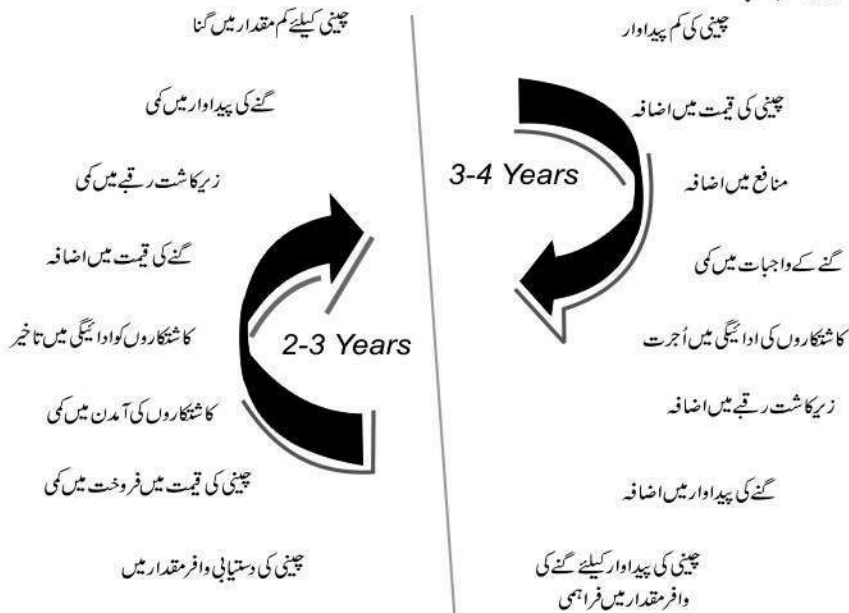 چینی کی کم پیداوار
چینی کی قیمت میں اضافہ
منافع میں اضافہ
گنے کے واجبات میں کمی
کاشتکاروں کی ادائیگی میں اُجرت
زیر کاشت رقبے میں اضافہ
گنے کی پیداوار میں اضافہ
چینی کی پیداوار کیلئے گنے کی
وافر مقدار میں فراہمی
3-4 Years
چینی کیلئے کم مقدار میں گنا
گنے کی پیداوار میں کمی
زیر کاشت رقبے میں کمی
گنے کی قیمت میں اضافہ
کاشتکاروں کو ادائیگی میں تاخیر
کاشتکاروں کی آمدن میں کمی
چینی کی قیمت میں فروخت میں کمی
چینی کی دستیابی وافر مقدار میں
2-3 Years